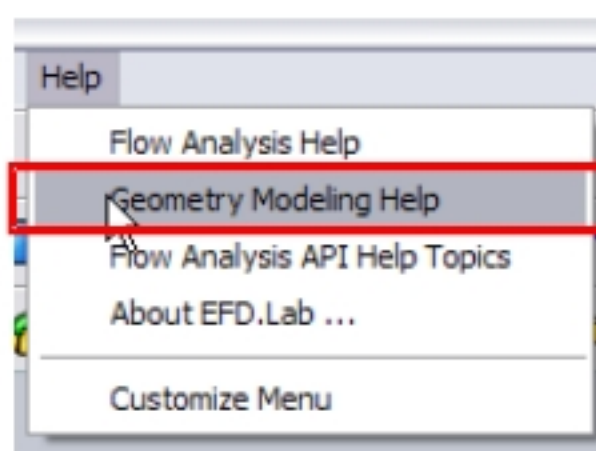 Help
Flow Analysis Help
Geometry Modeling Help
Flow Analysis API Help Topics
About EFD.Lab ...
Customize Menu